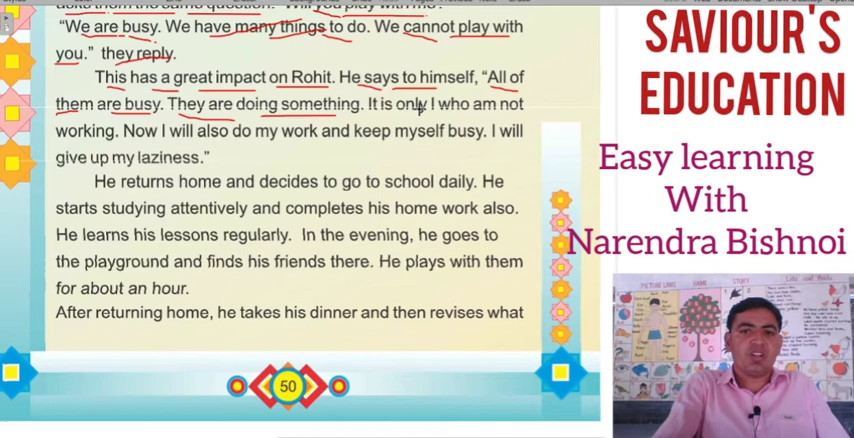 "We are busy. We have many things to do. We cannot play with
you." they reply.
This has a great impact on Rohit. He says to himself, "All of
them are busy. They are doing something. It is only I who am not
working. Now I will also do my work and keep myself busy. I will
give up my laziness."
He returns home and decides to go to school daily. He
starts studying attentively and completes his home work also.
He learns his lessons regularly. In the evening, he goes to
the playground and finds his friends there. He plays with them
for about an hour.
After returning home, he takes his dinner and then revises what
50
SAVIOUR'S
EDUCATION
Easy learning
With
Narendra Bishnoi
PICTURE LAND
NAME
STORY